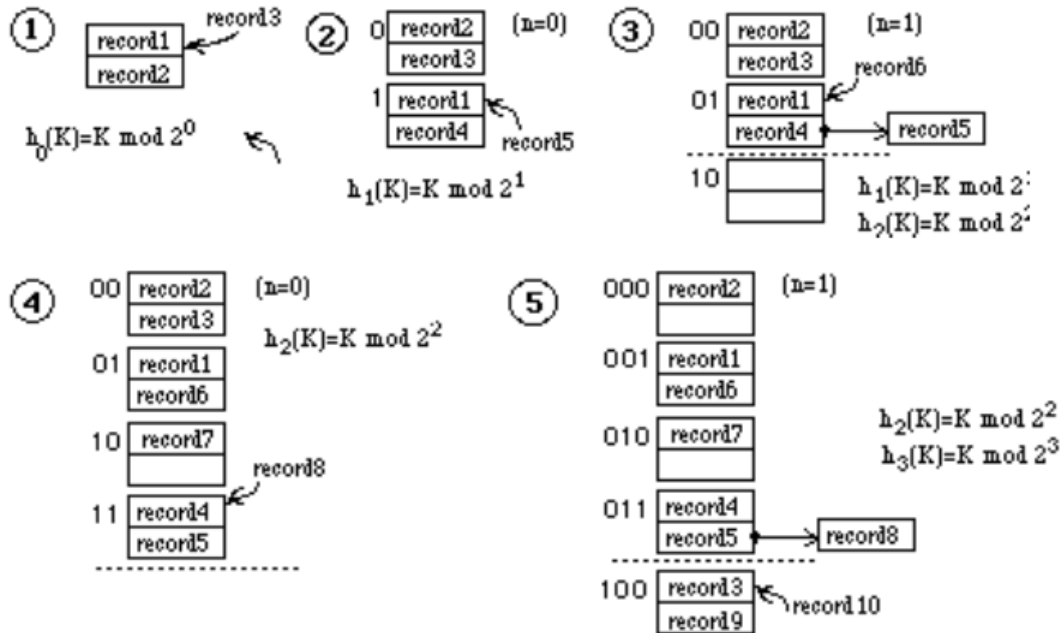 1
record3
record1
record2
h0(K)=K mod 2^0
2
0
record2
record3
(n=0)
1
record1
record4
record5
h1(K)=K mod 2^1
3
00
record2
record3
(n=1)
record6
01
record1
record4
record5
10
h1(K)=K mod 2
h2(K)=K mod 2^2
4
00
record2
record3
(n=0)
h2(K)=K mod 2^2
01
record1
record6
10
record7
record8
11
record4
record5
5
000
record2
(n=1)
001
record1
record6
010
record7
h2(K)=K mod 2^2
h3(K)=K mod 2^3
011
record4
record5
record8
100
record3
record9
record10